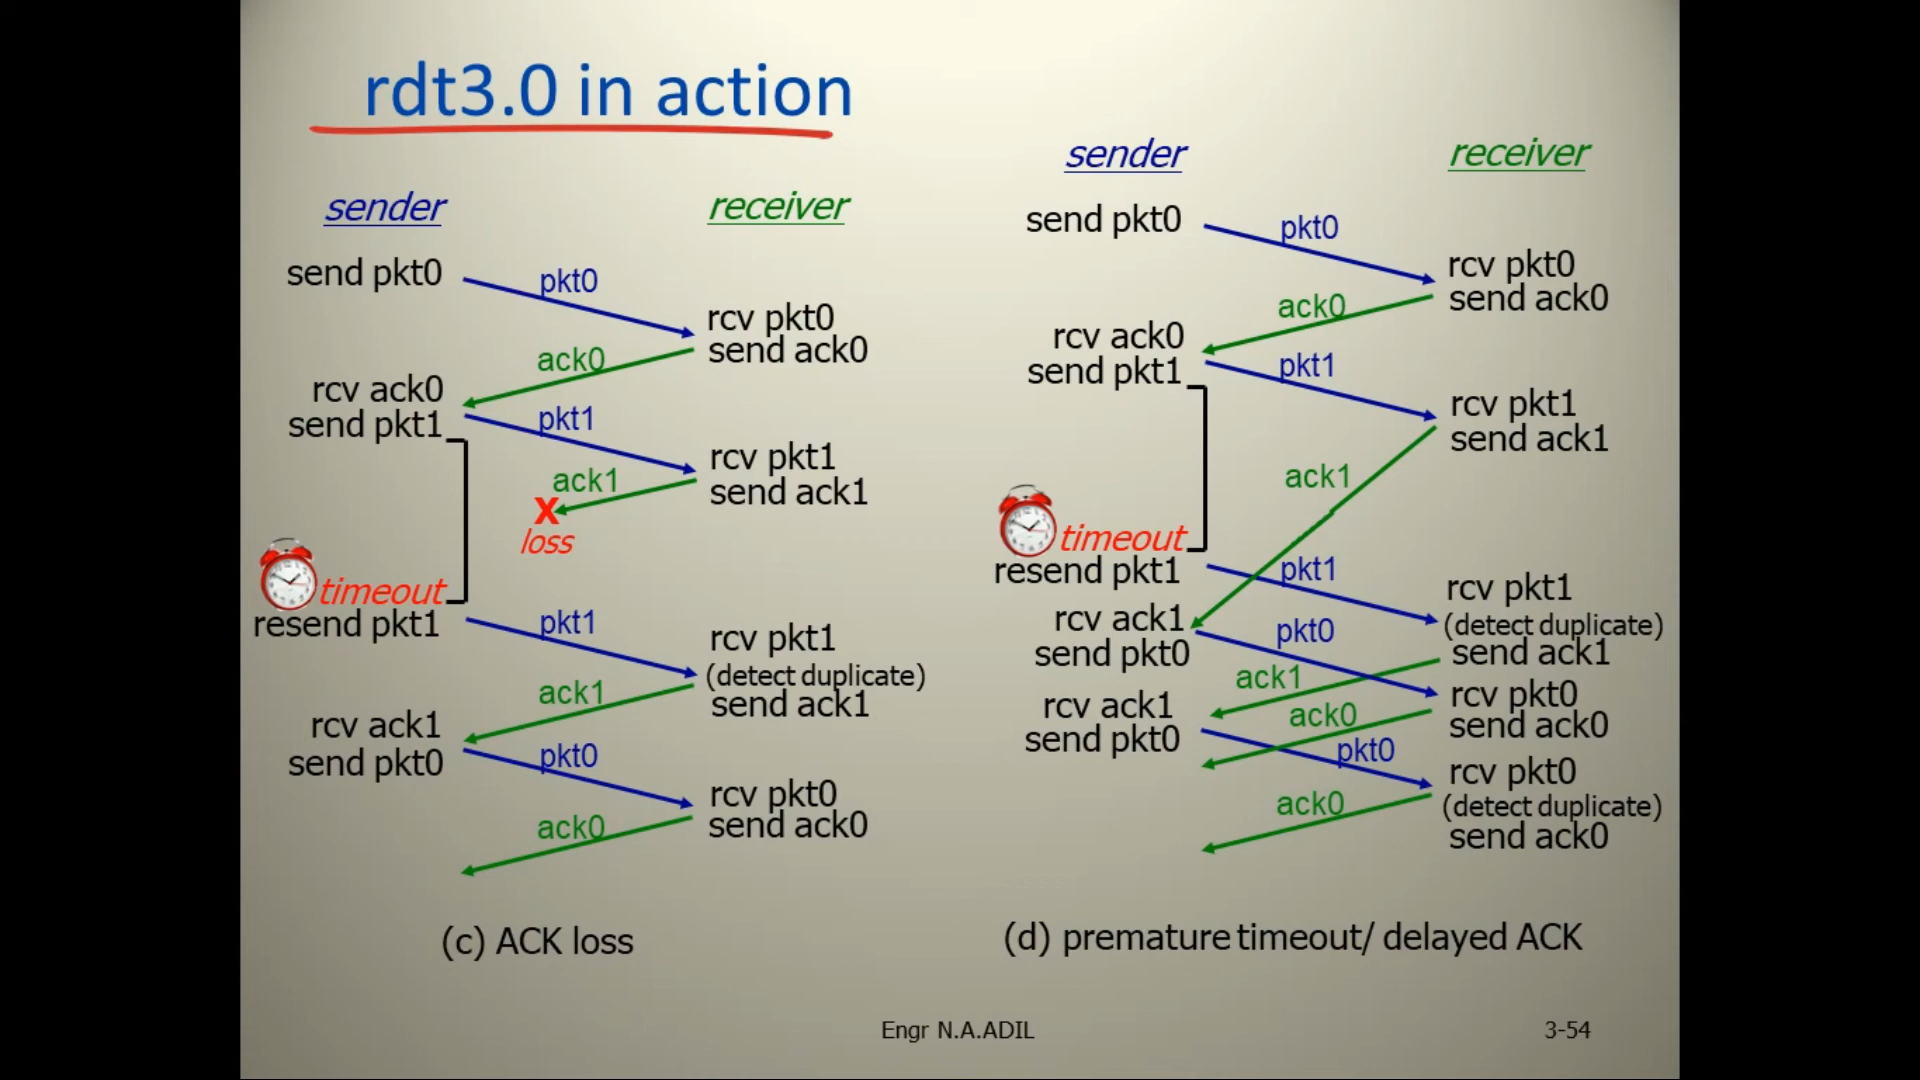 rdt3.0 in action
sender
receiver
send pkt0
pkt0
rcv pkt0
send ack0
ack0
rcv ack0
send pkt1
pkt1
rcv pkt1
send ack1
ack1
X
loss
timeout
resend pkt1
pkt1
rcv pkt1
(detect duplicate)
send ack1
ack1
rcv ack1
send pkt0
pkt0
rcv pkt0
send ack0
ack0
(c) ACK loss
sender
receiver
send pkt0
pkt0
rcv pkt0
send ack0
ack0
rcv ack0
send pkt1
pkt1
rcv pkt1
send ack1
ack1
timeout
resend pkt1
pkt1
rcv pkt1
(detect duplicate)
send ack1
rcv ack1
send pkt0
pkt0
ack1
rcv pkt0
send ack0
rcv ack1
send pkt0
ack0
pkt0
rcv pkt0
(detect duplicate)
send ack0
ack0
(d) premature timeout/ delayed ACK
Engr N.A.ADIL
3-54